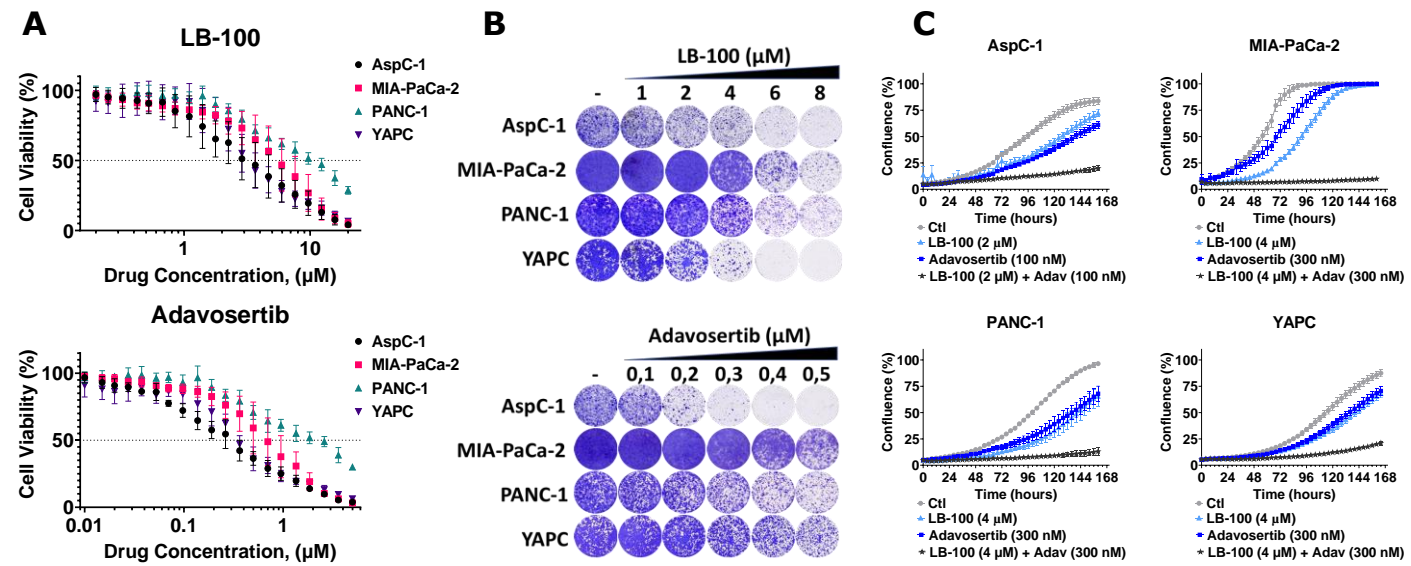 A
LB-100
Cell Viability (%)
100
50
0
1
10
Drug Concentration, (μM)
AspC-1
MIA-PaCa-2
PANC-1
YAPC
Adavosertib
Cell Viability (%)
100
50
0
0.01
0.1
1
Drug Concentration, (μM)
AspC-1
MIA-PaCa-2
PANC-1
YAPC
B
LB-100 (μM)
- 1 2 4 6 8
AspC-1
MIA-PaCa-2
PANC-1
YAPC
Adavosertib (μM)
- 0,1 0,2 0,3 0,4 0,5
AspC-1
MIA-PaCa-2
PANC-1
YAPC
C
AspC-1
Confluence (%)
100
75
50
25
0
0 24 48 72 96 120 144 168
Time (hours)
Ctl
LB-100 (2 μM)
Adavosertib (100 nM)
LB-100 (2 μM) + Adav (100 nM)
MIA-PaCa-2
Confluence (%)
100
75
50
25
0
0 24 48 72 96 120 144 168
Time (hours)
Ctl
LB-100 (4 μM)
Adavosertib (300 nM)
LB-100 (4 μM) + Adav (300 nM)
PANC-1
Confluence (%)
100
75
50
25
0
0 24 48 72 96 120 144 168
Time (hours)
Ctl
LB-100 (4 μM)
Adavosertib (300 nM)
LB-100 (4 μM) + Adav (300 nM)
YAPC
Confluence (%)
100
75
50
25
0
0 24 48 72 96 120 144 168
Time (hours)
Ctl
LB-100 (4 μM)
Adavosertib (300 nM)
LB-100 (4 μM) + Adav (300 nM)